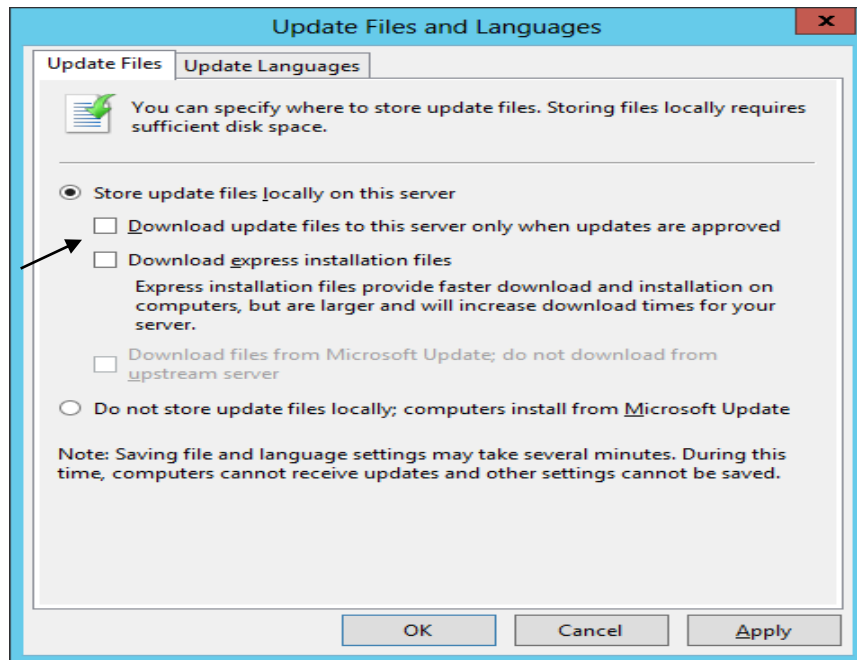 Update Files and Languages
x
Update Files
Update Languages
You can specify where to store update files. Storing files locally requires
sufficient disk space.
Store update files locally on this server
Download update files to this server only when updates are approved
Download express installation files
Express installation files provide faster download and installation on
computers, but are larger and will increase download times for your
server.
Download files from Microsoft Update; do not download from
upstream server
Do not store update files locally; computers install from Microsoft Update
Note: Saving file and language settings may take several minutes. During this
time, computers cannot receive updates and other settings cannot be saved.
OK
Cancel
Apply